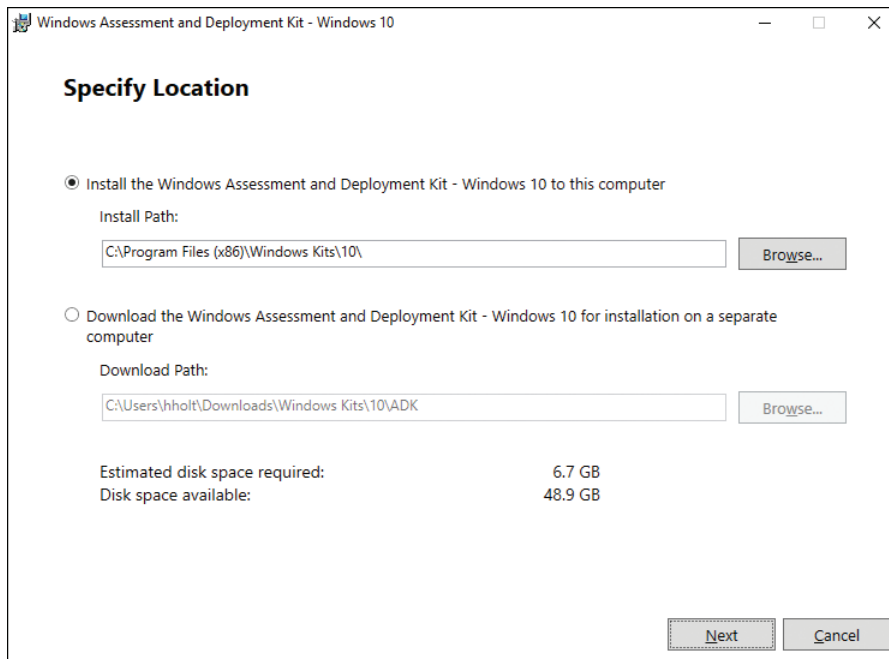 Windows Assessment and Deployment Kit - Windows 10
Specify Location
Install the Windows Assessment and Deployment Kit - Windows 10 to this computer
Install Path:
C:\Program Files (x86)\Windows Kits\10\
Browse...
Download the Windows Assessment and Deployment Kit - Windows 10 for installation on a separate
computer
Download Path:
C:\Users\hholt\Downloads\Windows Kits\10\ADK
Browse...
Estimated disk space required: 6.7 GB
Disk space available: 48.9 GB
Next Cancel